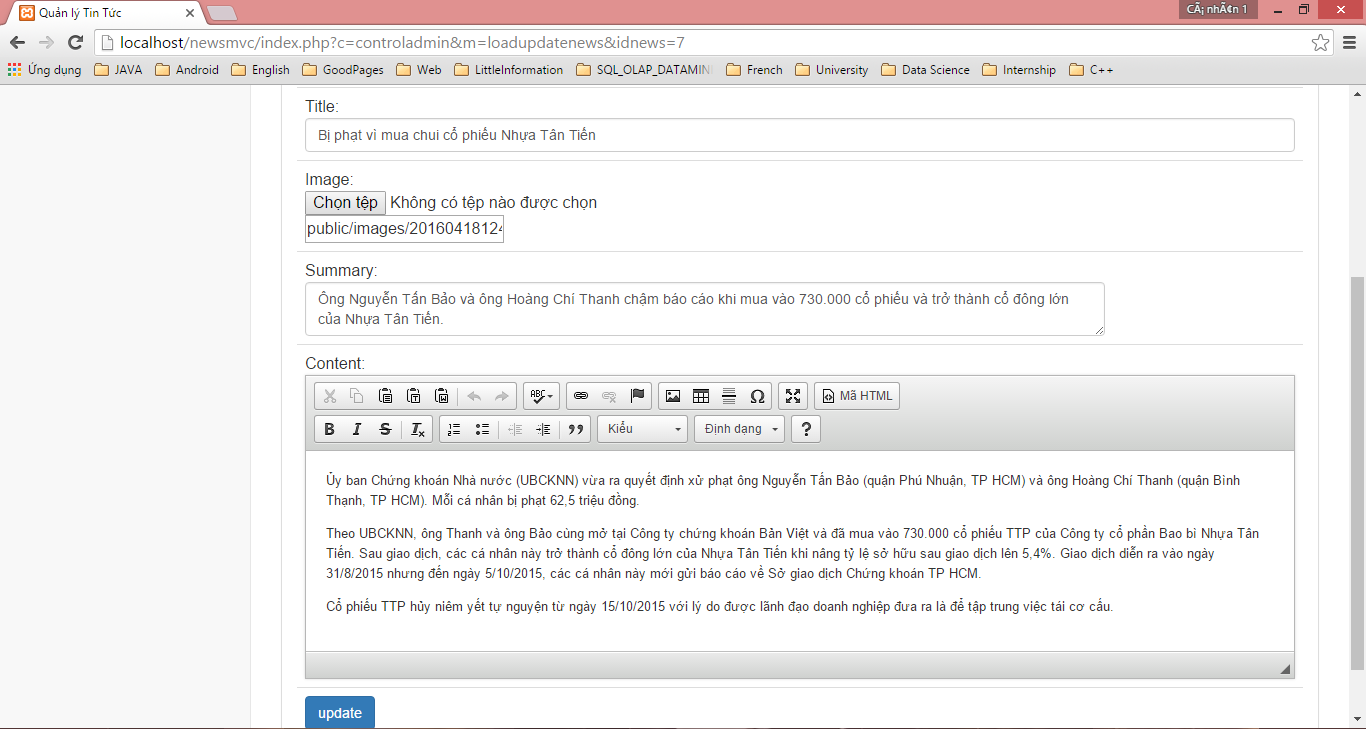 Quản lý Tin Tức
CÃ¡ nhÃ¢n 1
localhost/newsmvc/index.php?c=controladmin&m=loadupdatenews&idnews=7
Ứng dụng JAVA Android English GoodPages Web LittleInformation SQL_OLAP_DATAMIN French University Data Science Internship C++
Title:
Bị phạt vì mua chui cổ phiếu Nhựa Tân Tiến
Image:
Chọn tệp Không có tệp nào được chọn
public/images/2016041812
Summary:
Ông Nguyễn Tấn Bảo và ông Hoàng Chí Thanh chậm báo cáo khi mua vào 730.000 cổ phiếu và trở thành cổ đông lớn
của Nhựa Tân Tiến.
Content:
ABC Ω Mã HTML
B I S Tx Kiểu Định dạng ?
Ủy ban Chứng khoán Nhà nước (UBCKNN) vừa ra quyết định xử phạt ông Nguyễn Tấn Bảo (quận Phú Nhuận, TP HCM) và ông Hoàng Chí Thanh (quận Bình
Thạnh, TP HCM). Mỗi cá nhân bị phạt 62,5 triệu đồng.
Theo UBCKNN, ông Thanh và ông Bảo cùng mở tại Công ty chứng khoán Bản Việt và đã mua vào 730.000 cổ phiếu TTP của Công ty cổ phần Bao bì Nhựa Tân
Tiến. Sau giao dịch, các cá nhân này trở thành cổ đông lớn của Nhựa Tân Tiến khi nâng tỷ lệ sở hữu sau giao dịch lên 5,4%. Giao dịch diễn ra vào ngày
31/8/2015 nhưng đến ngày 5/10/2015, các cá nhân này mới gửi báo cáo về Sở giao dịch Chứng khoán TP HCM.
Cổ phiếu TTP hủy niêm yết tự nguyện từ ngày 15/10/2015 với lý do được lãnh đạo doanh nghiệp đưa ra là để tập trung việc tái cơ cấu.
update